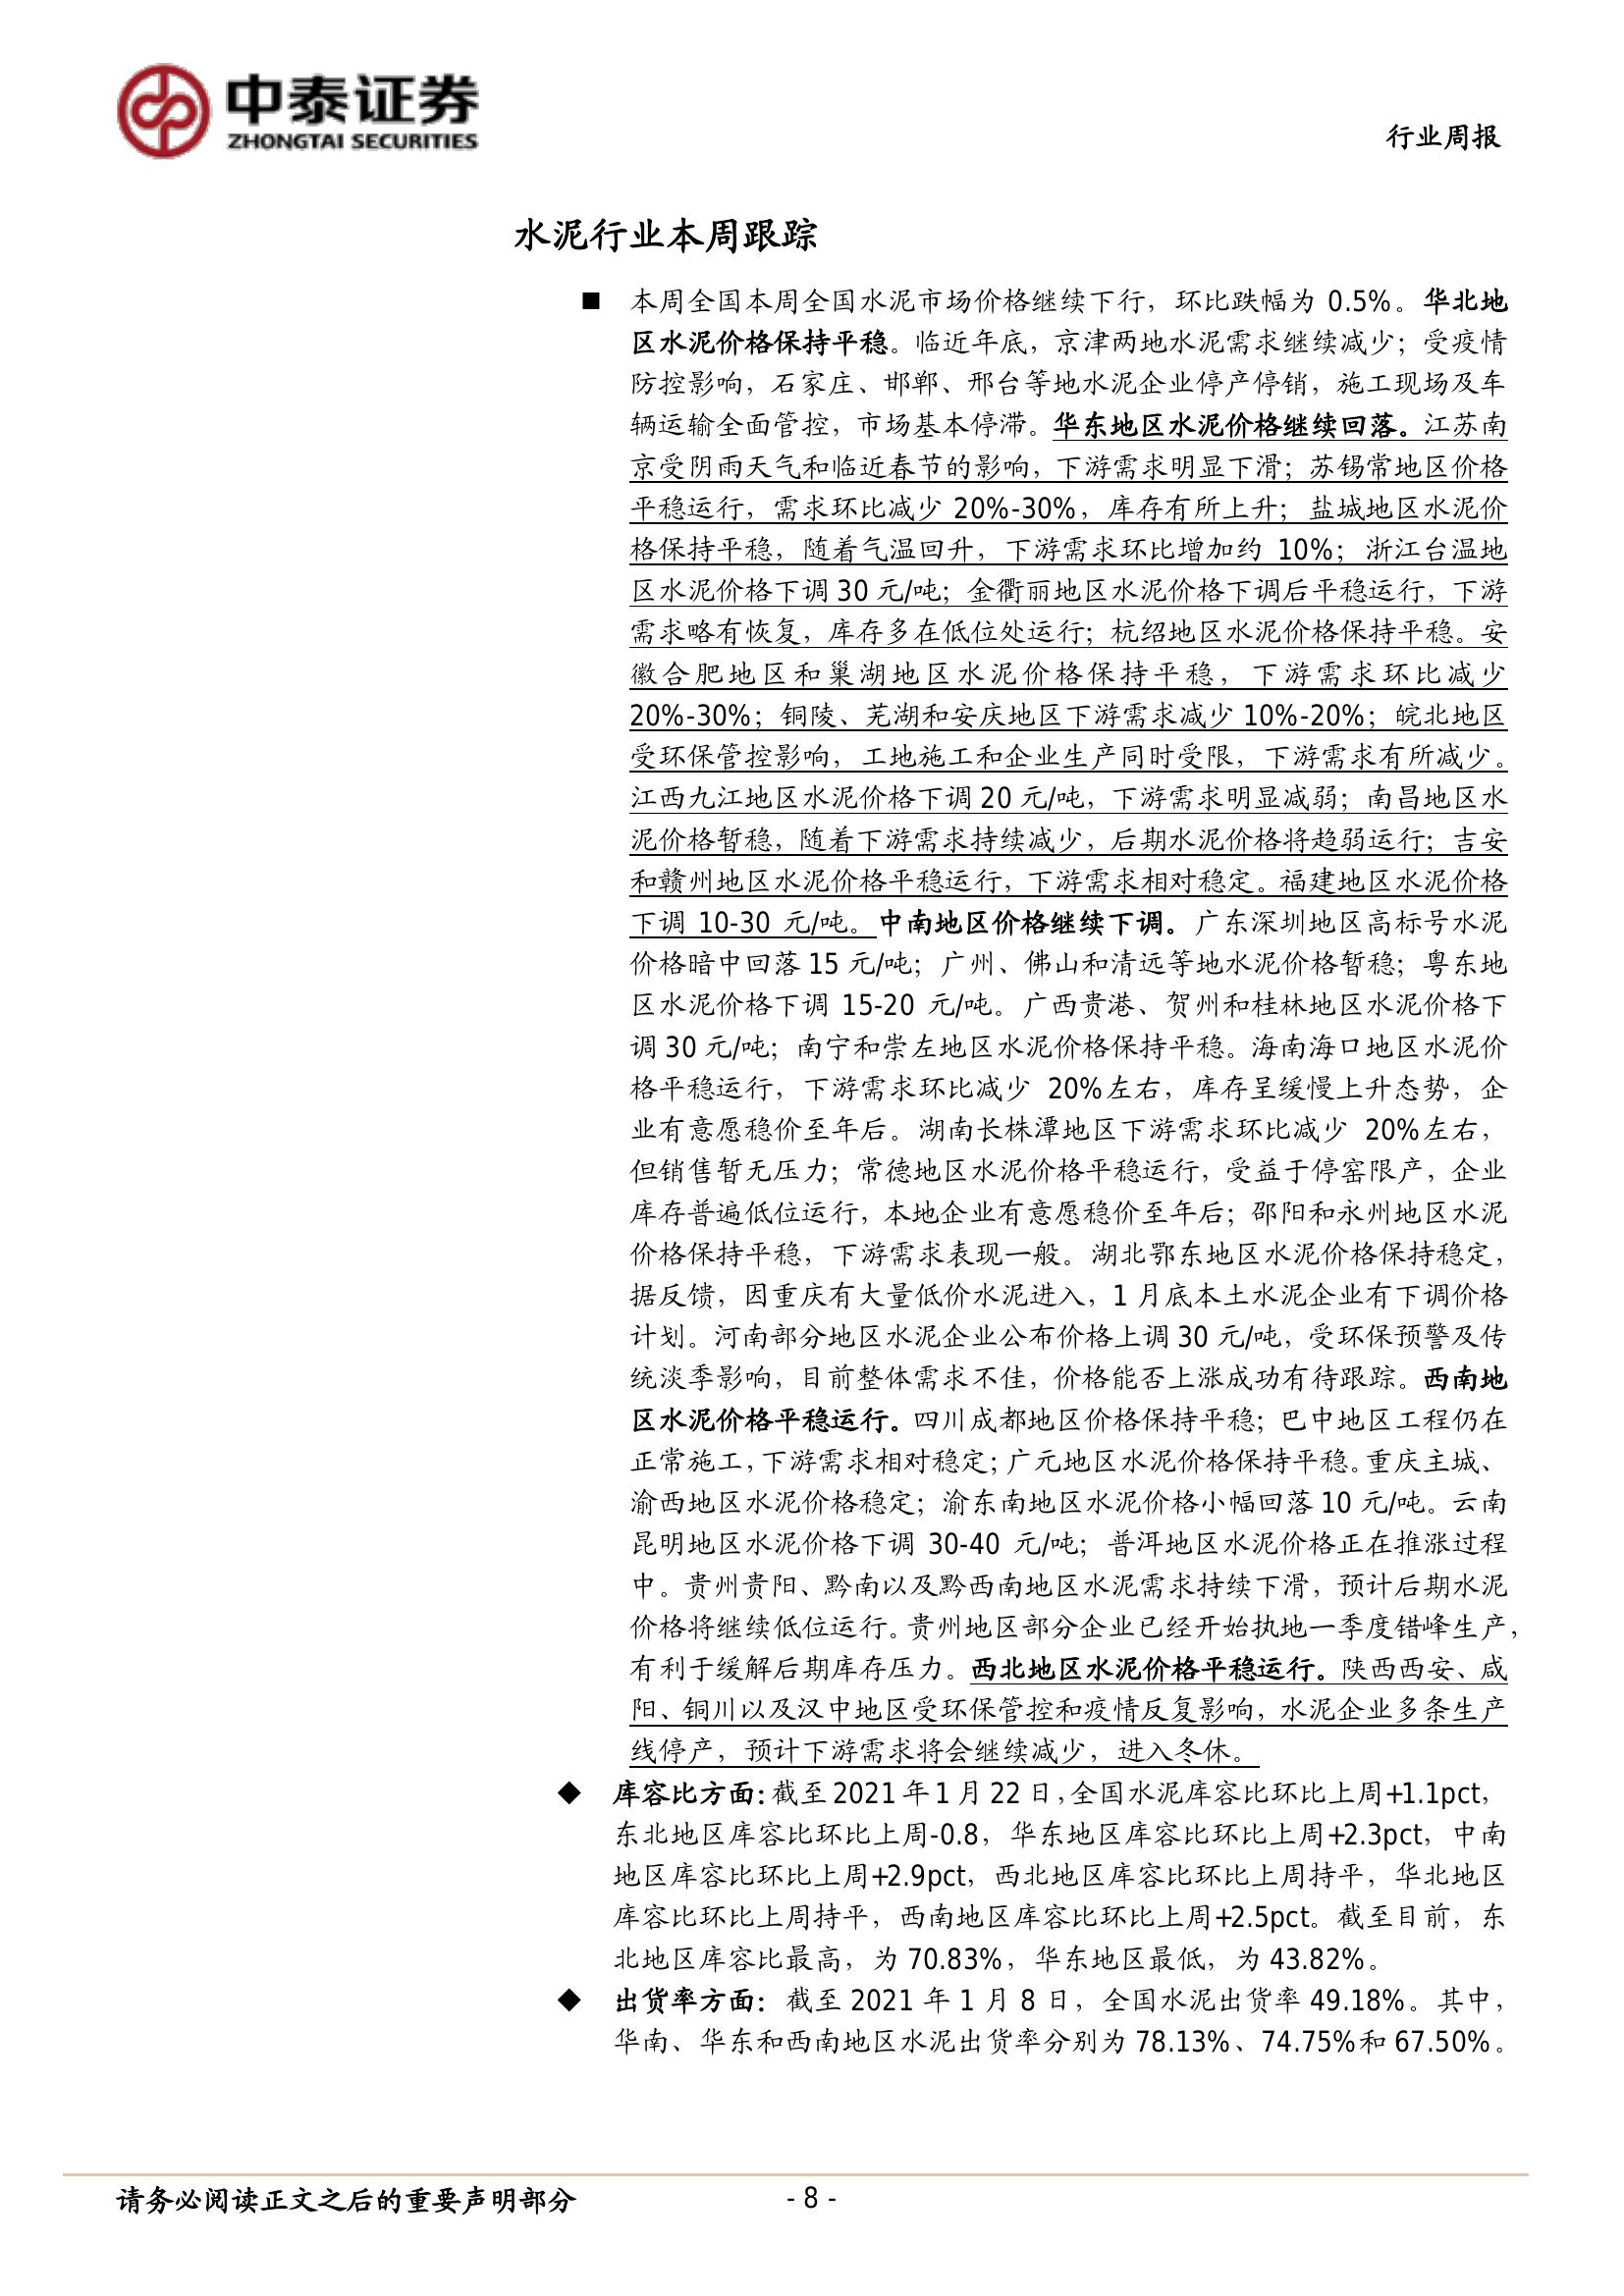 中泰证券
ZHONGTAI SECURITIES
行业周报
水泥行业本周跟踪
■ 本周全国本周全国水泥市场价格继续下行，环比跌幅为 0.5%。华北地
区水泥价格保持平稳。临近年底，京津两地水泥需求继续减少；受疫情
防控影响，石家庄、邯郸、邢台等地水泥企业停产停销，施工现场及车
辆运输全面管控，市场基本停滞。华东地区水泥价格继续回落。江苏南
京受阴雨天气和临近春节的影响，下游需求明显下滑；苏锡常地区价格
平稳运行，需求环比减少 20%-30%，库存有所上升；盐城地区水泥价
格保持平稳，随着气温回升，下游需求环比增加约 10%；浙江台温地
区水泥价格下调 30 元/吨；金衢丽地区水泥价格下调后平稳运行，下游
需求略有恢复，库存多在低位处运行；杭绍地区水泥价格保持平稳。安
徽合肥地区和巢湖地区水泥价格保持平稳，下游需求环比减少
20%-30%；铜陵、芜湖和安庆地区下游需求减少 10%-20%；皖北地区
受环保管控影响，工地施工和企业生产同时受限，下游需求有所减少。
江西九江地区水泥价格下调 20 元/吨，下游需求明显减弱；南昌地区水
泥价格暂稳，随着下游需求持续减少，后期水泥价格将趋弱运行；吉安
和赣州地区水泥价格平稳运行，下游需求相对稳定。福建地区水泥价格
下调 10-30 元/吨。中南地区价格继续下调。广东深圳地区高标号水泥
价格暗中回落 15 元/吨；广州、佛山和清远等地水泥价格暂稳；粤东地
区水泥价格下调 15-20 元/吨。广西贵港、贺州和桂林地区水泥价格下
调 30 元/吨；南宁和崇左地区水泥价格保持平稳。海南海口地区水泥价
格平稳运行，下游需求环比减少 20%左右，库存呈缓慢上升态势，企
业有意愿稳价至年后。湖南长株潭地区下游需求环比减少 20%左右，
但销售暂无压力；常德地区水泥价格平稳运行，受益于停窑限产，企业
库存普遍低位运行，本地企业有意愿稳价至年后；邵阳和永州地区水泥
价格保持平稳，下游需求表现一般。湖北鄂东地区水泥价格保持稳定，
据反馈，因重庆有大量低价水泥进入，1 月底本土水泥企业有下调价格
计划。河南部分地区水泥企业公布价格上调 30 元/吨，受环保预警及传
统淡季影响，目前整体需求不佳，价格能否上涨成功有待跟踪。西南地
区水泥价格平稳运行。四川成都地区价格保持平稳；巴中地区工程仍在
正常施工，下游需求相对稳定；广元地区水泥价格保持平稳。重庆主城、
渝西地区水泥价格稳定；渝东南地区水泥价格小幅回落 10 元/吨。云南
昆明地区水泥价格下调 30-40 元/吨；普洱地区水泥价格正在推涨过程
中。贵州贵阳、黔南以及黔西南地区水泥需求持续下滑，预计后期水泥
价格将继续低位运行。贵州地区部分企业已经开始执地一季度错峰生产，
有利于缓解后期库存压力。西北地区水泥价格平稳运行。陕西西安、咸
阳、铜川以及汉中地区受环保管控和疫情反复影响，水泥企业多条生产
线停产，预计下游需求将会继续减少，进入冬休。
◆ 库容比方面：截至 2021 年 1 月 22 日，全国水泥库容比环比上周+1.1pct，
东北地区库容比环比上周-0.8，华东地区库容比环比上周+2.3pct，中南
地区库容比环比上周+2.9pct，西北地区库容比环比上周持平，华北地区
库容比环比上周持平，西南地区库容比环比上周+2.5pct。截至目前，东
北地区库容比最高，为 70.83%，华东地区最低，为 43.82%。
◆ 出货率方面：截至 2021 年 1 月 8 日，全国水泥出货率 49.18%。其中，
华南、华东和西南地区水泥出货率分别为 78.13%、74.75%和 67.50%。
请务必阅读正文之后的重要声明部分
- 8 -